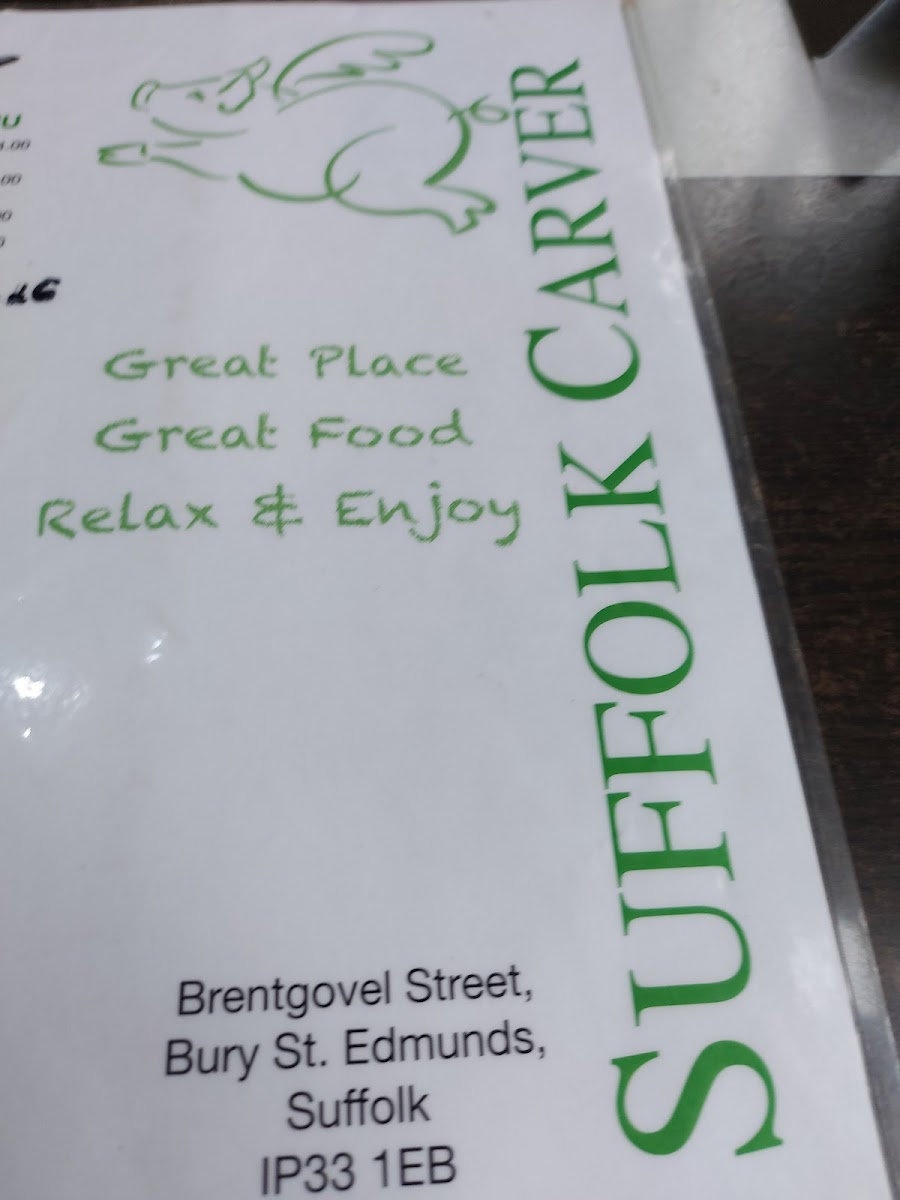 SUFFOLK CARVER
Great Place
Great Food
Relax & Enjoy
Brentgovel Street,
Bury St. Edmunds,
Suffolk
IP33 1EB